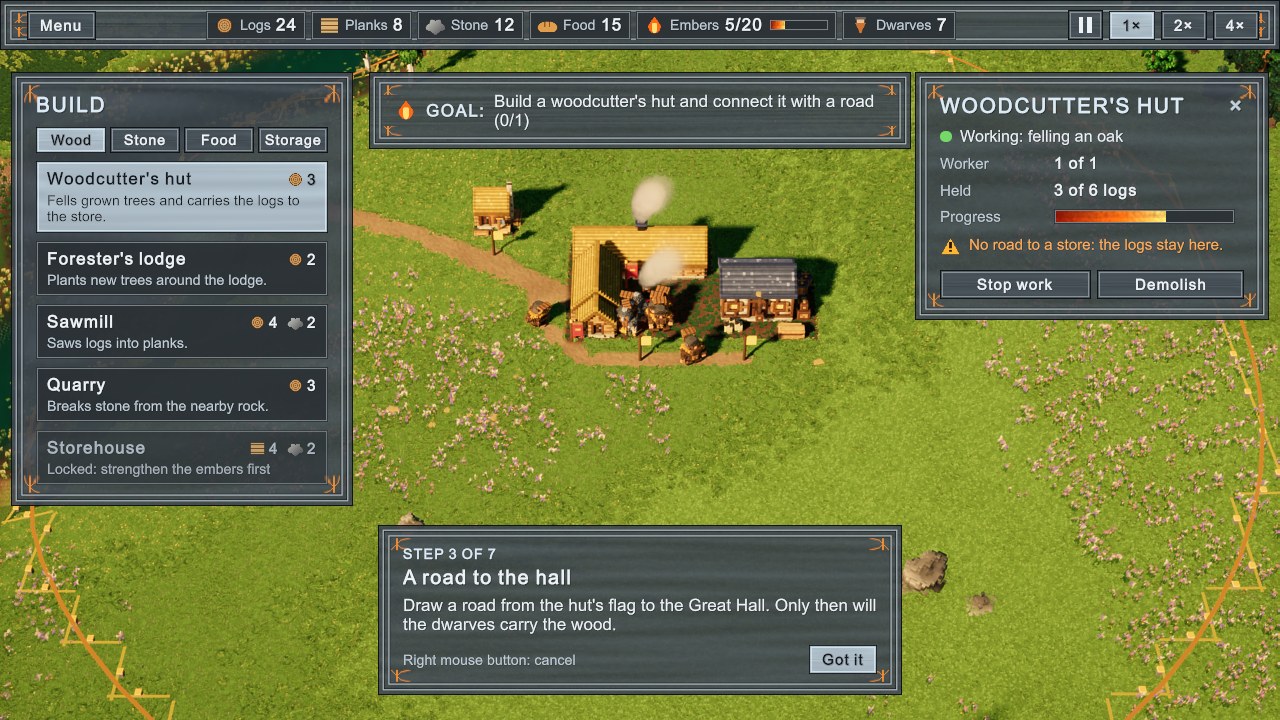 Menu
Logs 24
Planks 8
Stone 12
Food 15
Embers 5/20
Dwarves 7
1×
2×
4×
BUILD
Wood
Stone
Food
Storage
Woodcutter's hut 3
Fells grown trees and carries the logs to
the store.
Forester's lodge 2
Plants new trees around the lodge.
Sawmill 4 2
Saws logs into planks.
Quarry 3
Breaks stone from the nearby rock.
Storehouse 4 2
Locked: strengthen the embers first
GOAL: Build a woodcutter's hut and connect it with a road
(0/1)
WOODCUTTER'S HUT ×
Working: felling an oak
Worker 1 of 1
Held 3 of 6 logs
Progress
No road to a store: the logs stay here.
Stop work
Demolish
STEP 3 OF 7
A road to the hall
Draw a road from the hut's flag to the Great Hall. Only then will
the dwarves carry the wood.
Right mouse button: cancel
Got it